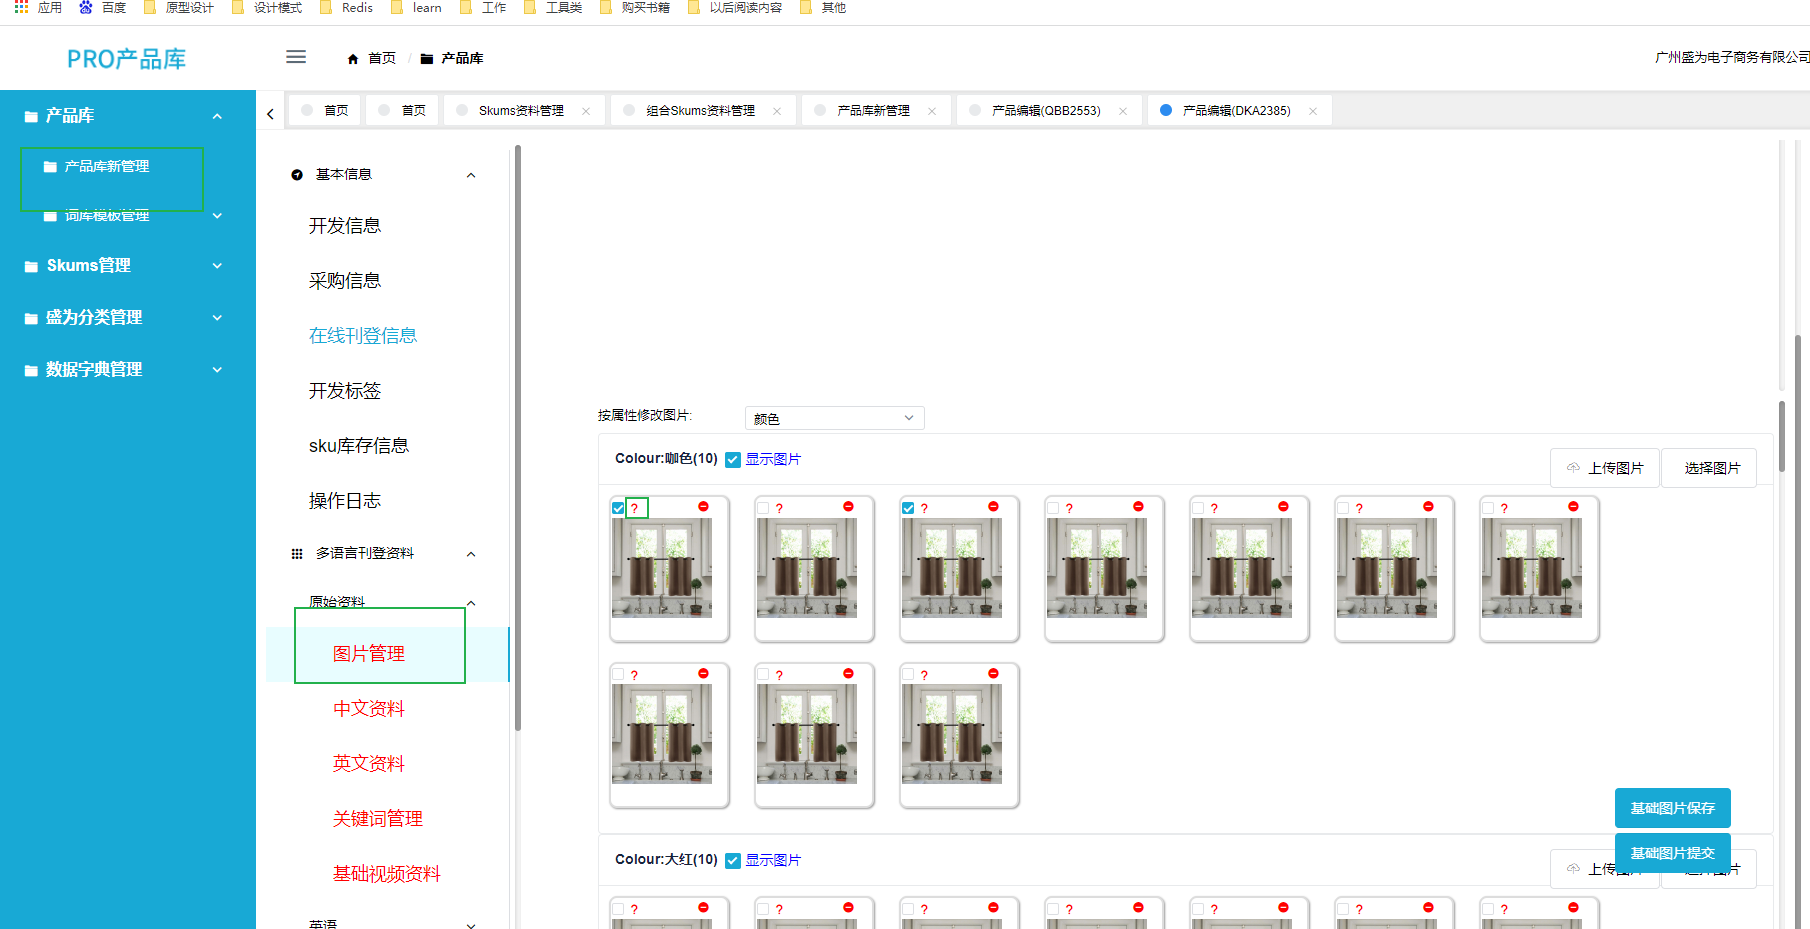 应用 百度 原型设计 设计模式 Redis learn 工作 工具类 购买书籍 以后阅读内容 其他
PRO产品库
首页 / 产品库
广州盛为电子商务有限公司
产品库
产品库新管理
词库模板管理
Skums管理
盛为分类管理
数据字典管理
首页 首页 Skums资料管理 组合Skums资料管理 产品库新管理 产品编辑(QBB2553) 产品编辑(DKA2385)
基本信息
开发信息
采购信息
在线刊登信息
开发标签
sku库存信息
操作日志
多语言刊登资料
原始资料
图片管理
中文资料
英文资料
关键词管理
基础视频资料
英语
按属性修改图片: 颜色
Colour:咖色(10) 显示图片
上传图片 选择图片
? ? ? ? ? ? ?
? ? ?
基础图片保存
基础图片提交
Colour:大红(10) 显示图片
上传图片 选择图片
? ? ? ? ? ? ?